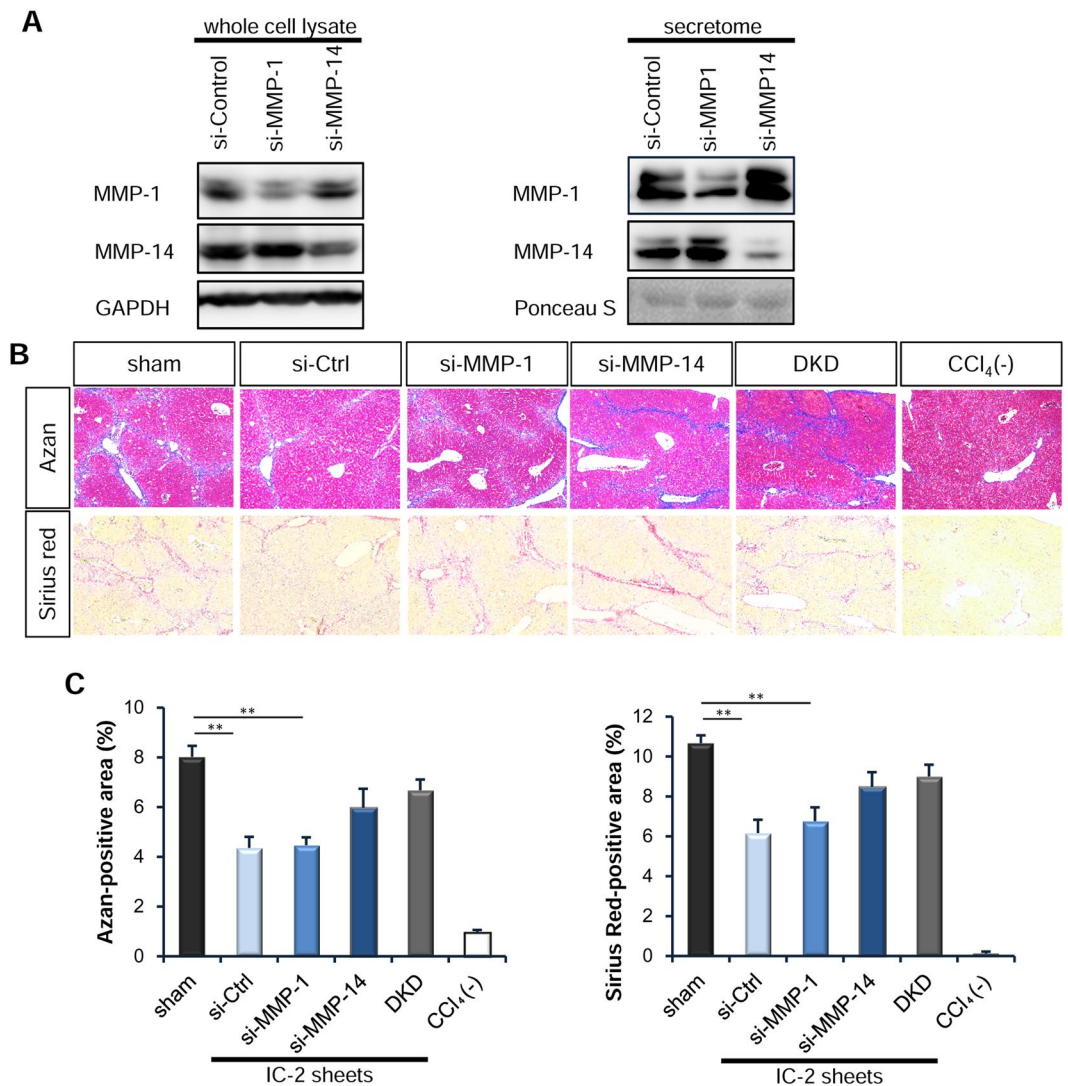 A
whole cell lysate
si-Control
si-MMP-1
si-MMP-14
MMP-1
MMP-14
GAPDH
secretome
si-Control
si-MMP1
si-MMP14
MMP-1
MMP-14
Ponceau S
B
sham
si-Ctrl
si-MMP-1
si-MMP-14
DKD
CCl₄(-)
Azan
Sirius red
C
Azan-positive area (%)
10
8
6
4
2
0
**
**
sham
si-Ctrl
si-MMP-1
si-MMP-14
DKD
CCl₄(-)
IC-2 sheets
Sirius Red-positive area (%)
12
10
8
6
4
2
0
**
**
sham
si-Ctrl
si-MMP-1
si-MMP-14
DKD
CCl₄(-)
IC-2 sheets